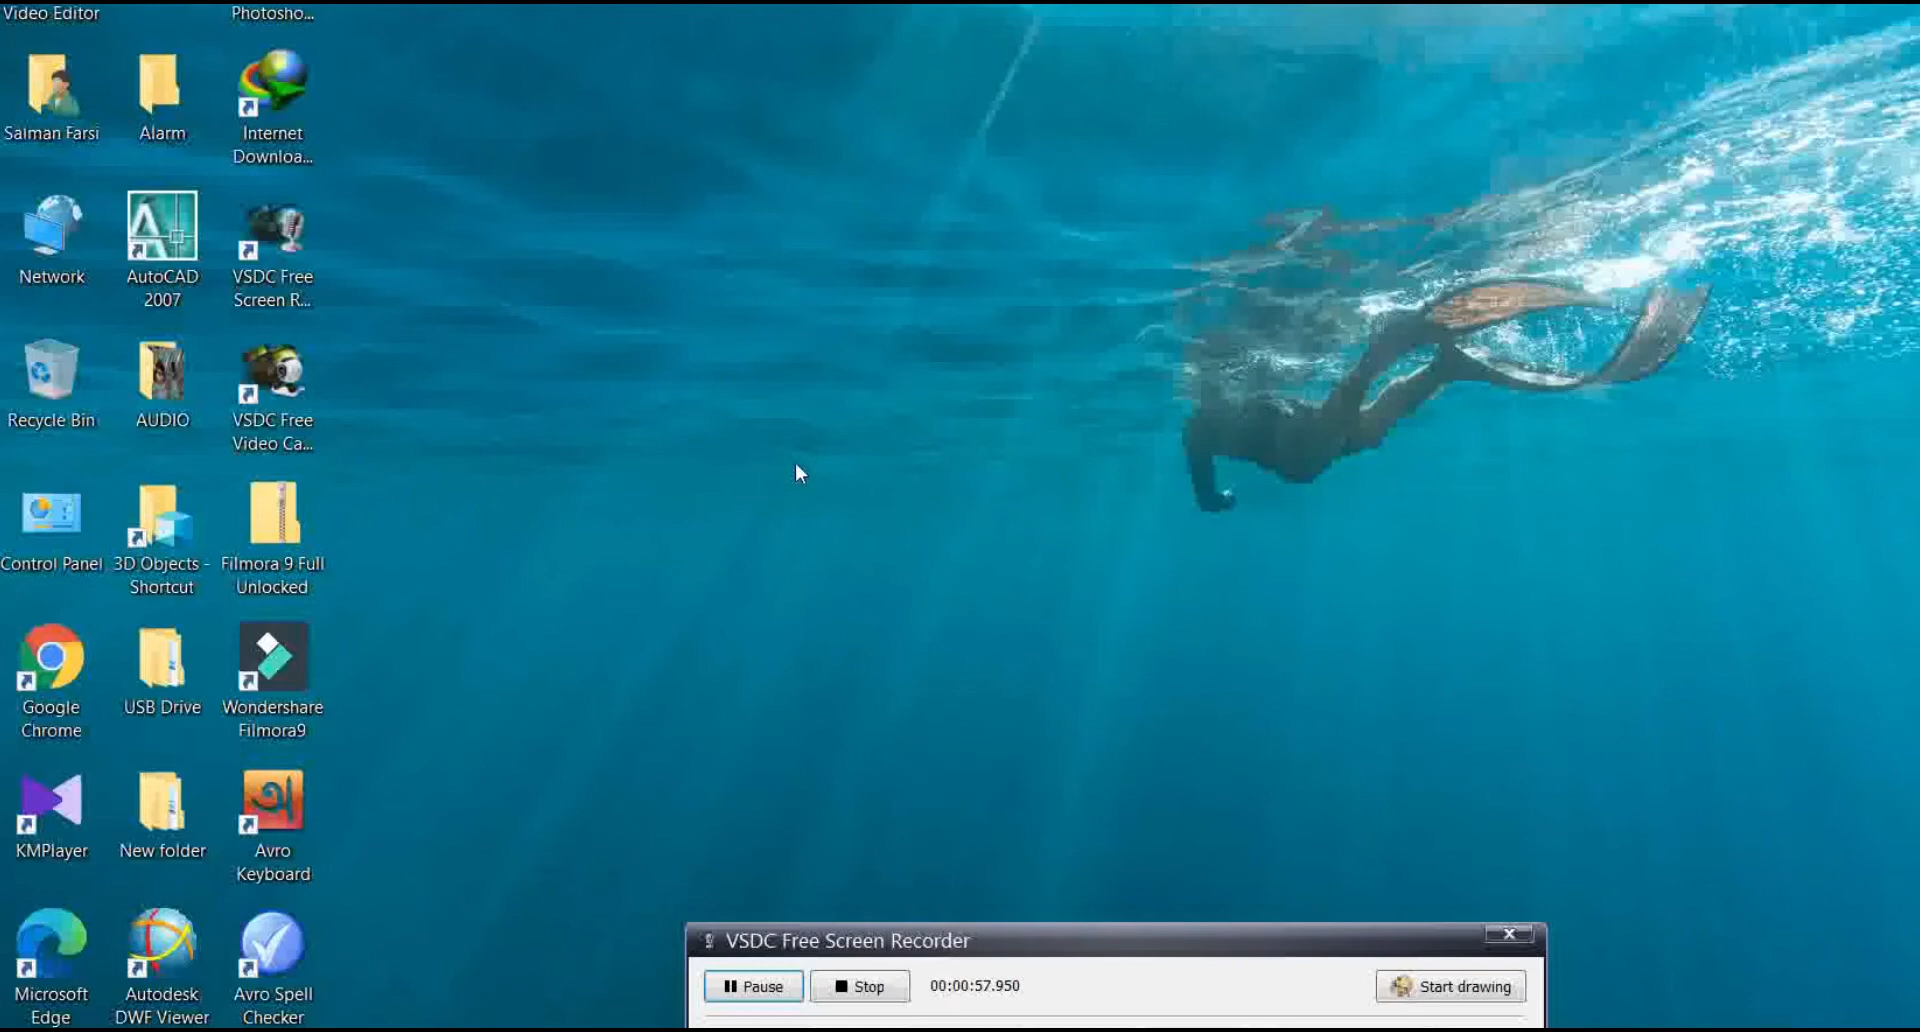 Video Editor
Photosho...
Saiman Farsi
Alarm
Internet
Downloa...
Network
AutoCAD
2007
VSDC Free
Screen R...
Recycle Bin
AUDIO
VSDC Free
Video Ca...
Control Panel
3D Objects -
Shortcut
Filmora 9 Full
Unlocked
Google
Chrome
USB Drive
Wondershare
Filmora9
KMPlayer
New folder
অ
Avro
Keyboard
Microsoft
Edge
Autodesk
DWF Viewer
Avro Spell
Checker
VSDC Free Screen Recorder
Pause
Stop
00:00:57.950
Start drawing